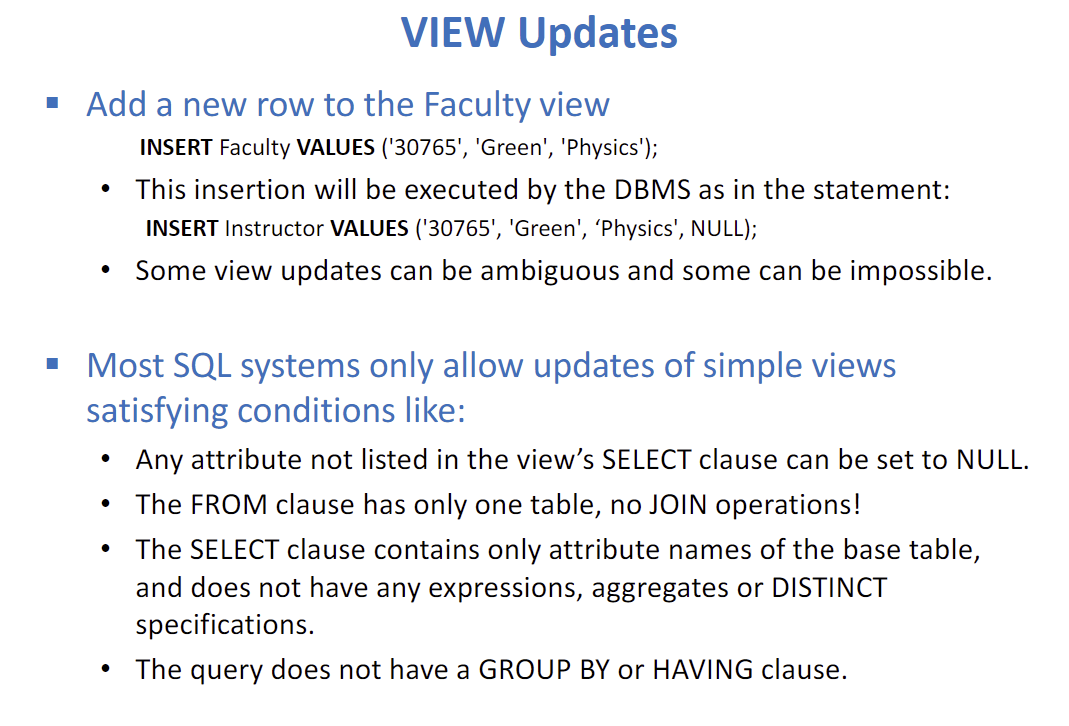 VIEW Updates
▪ Add a new row to the Faculty view
INSERT Faculty VALUES ('30765', 'Green', 'Physics');
• This insertion will be executed by the DBMS as in the statement:
INSERT Instructor VALUES ('30765', 'Green', ‘Physics', NULL);
• Some view updates can be ambiguous and some can be impossible.
▪ Most SQL systems only allow updates of simple views
satisfying conditions like:
• Any attribute not listed in the view’s SELECT clause can be set to NULL.
• The FROM clause has only one table, no JOIN operations!
• The SELECT clause contains only attribute names of the base table,
and does not have any expressions, aggregates or DISTINCT
specifications.
• The query does not have a GROUP BY or HAVING clause.